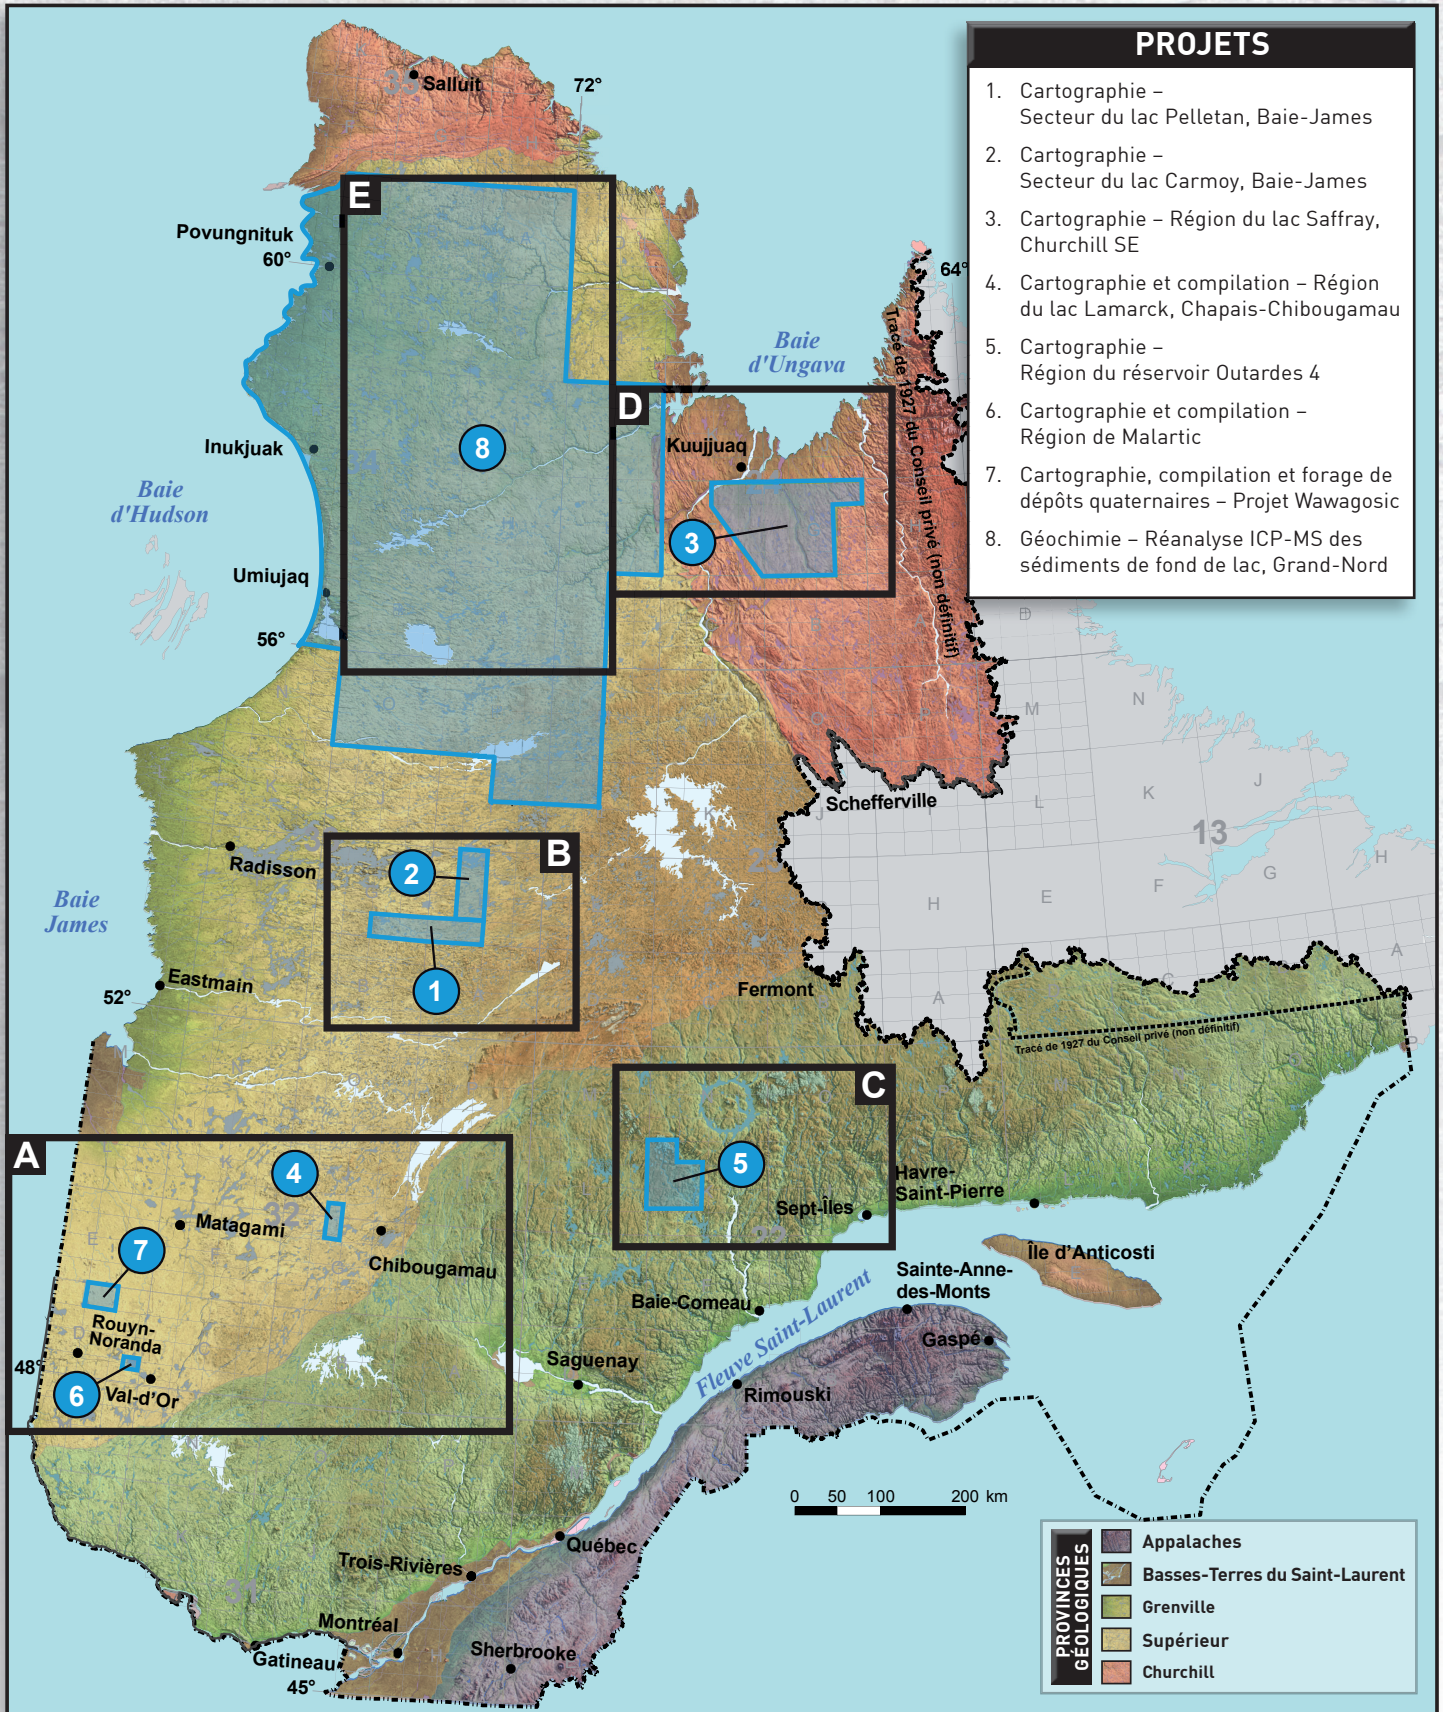 PROJETS
1. Cartographie –
Secteur du lac Pelletan, Baie-James
2. Cartographie –
Secteur du lac Carmoy, Baie-James
3. Cartographie – Région du lac Saffray,
Churchill SE
4. Cartographie et compilation – Région
du lac Lamarck, Chapais-Chibougamau
5. Cartographie –
Région du réservoir Outardes 4
6. Cartographie et compilation –
Région de Malartic
7. Cartographie, compilation et forage de
dépôts quaternaires – Projet Wawagosic
8. Géochimie – Réanalyse ICP-MS des
sédiments de fond de lac, Grand-Nord
35
Salluit
72°
E
Povungnituk
60°
64°
Baie
d'Ungava
D
Kuujjuaq
Tracé de 1927 du Conseil privé (non définitif)
Inukjuak
34
8
Baie
d'Hudson
3
Umiujaq
56°
D
N
M
N
Schefferville
J
L
K
J
13
H
G
F
E
H
A
A
B
2
1
Radisson
Baie
James
Eastmain
52°
Fermont
Tracé de 1927 du Conseil privé (non définitif)
C
5
A
4
32
Matagami
7
Chibougamau
Rouyn-
Noranda
48°
6
Val-d'Or
Havre-
Saint-Pierre
Sept-Îles
22
Île d'Anticosti
Sainte-Anne-
des-Monts
Baie-Comeau
Gaspé
Fleuve Saint-Laurent
Saguenay
Rimouski
0 50 100 200 km
Québec
Trois-Rivières
31
Montréal
Gatineau
Sherbrooke
45°
PROVINCES
GÉOLOGIQUES
Appalaches
Basses-Terres du Saint-Laurent
Grenville
Supérieur
Churchill